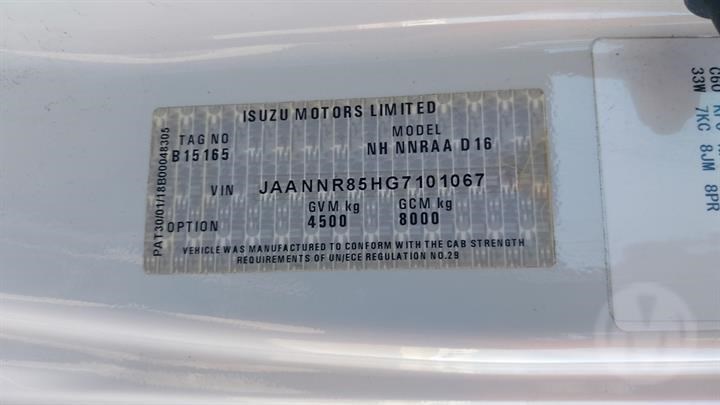 ISUZU MOTORS LIMITED
TAG NO
MODEL
B15165
NH NNRAA D16
VIN JAANNR85HG7101067
GVM kg
GCM kg
OPTION
4500
8000
VEHICLE WAS MANUFACTURED TO CONFORM WITH THE CAB STRENGTH
REQUIREMENTS OF UNJECE REGULATION NO.29
PAT30/01/18B00048305
33W 7KC 8JM 8PR